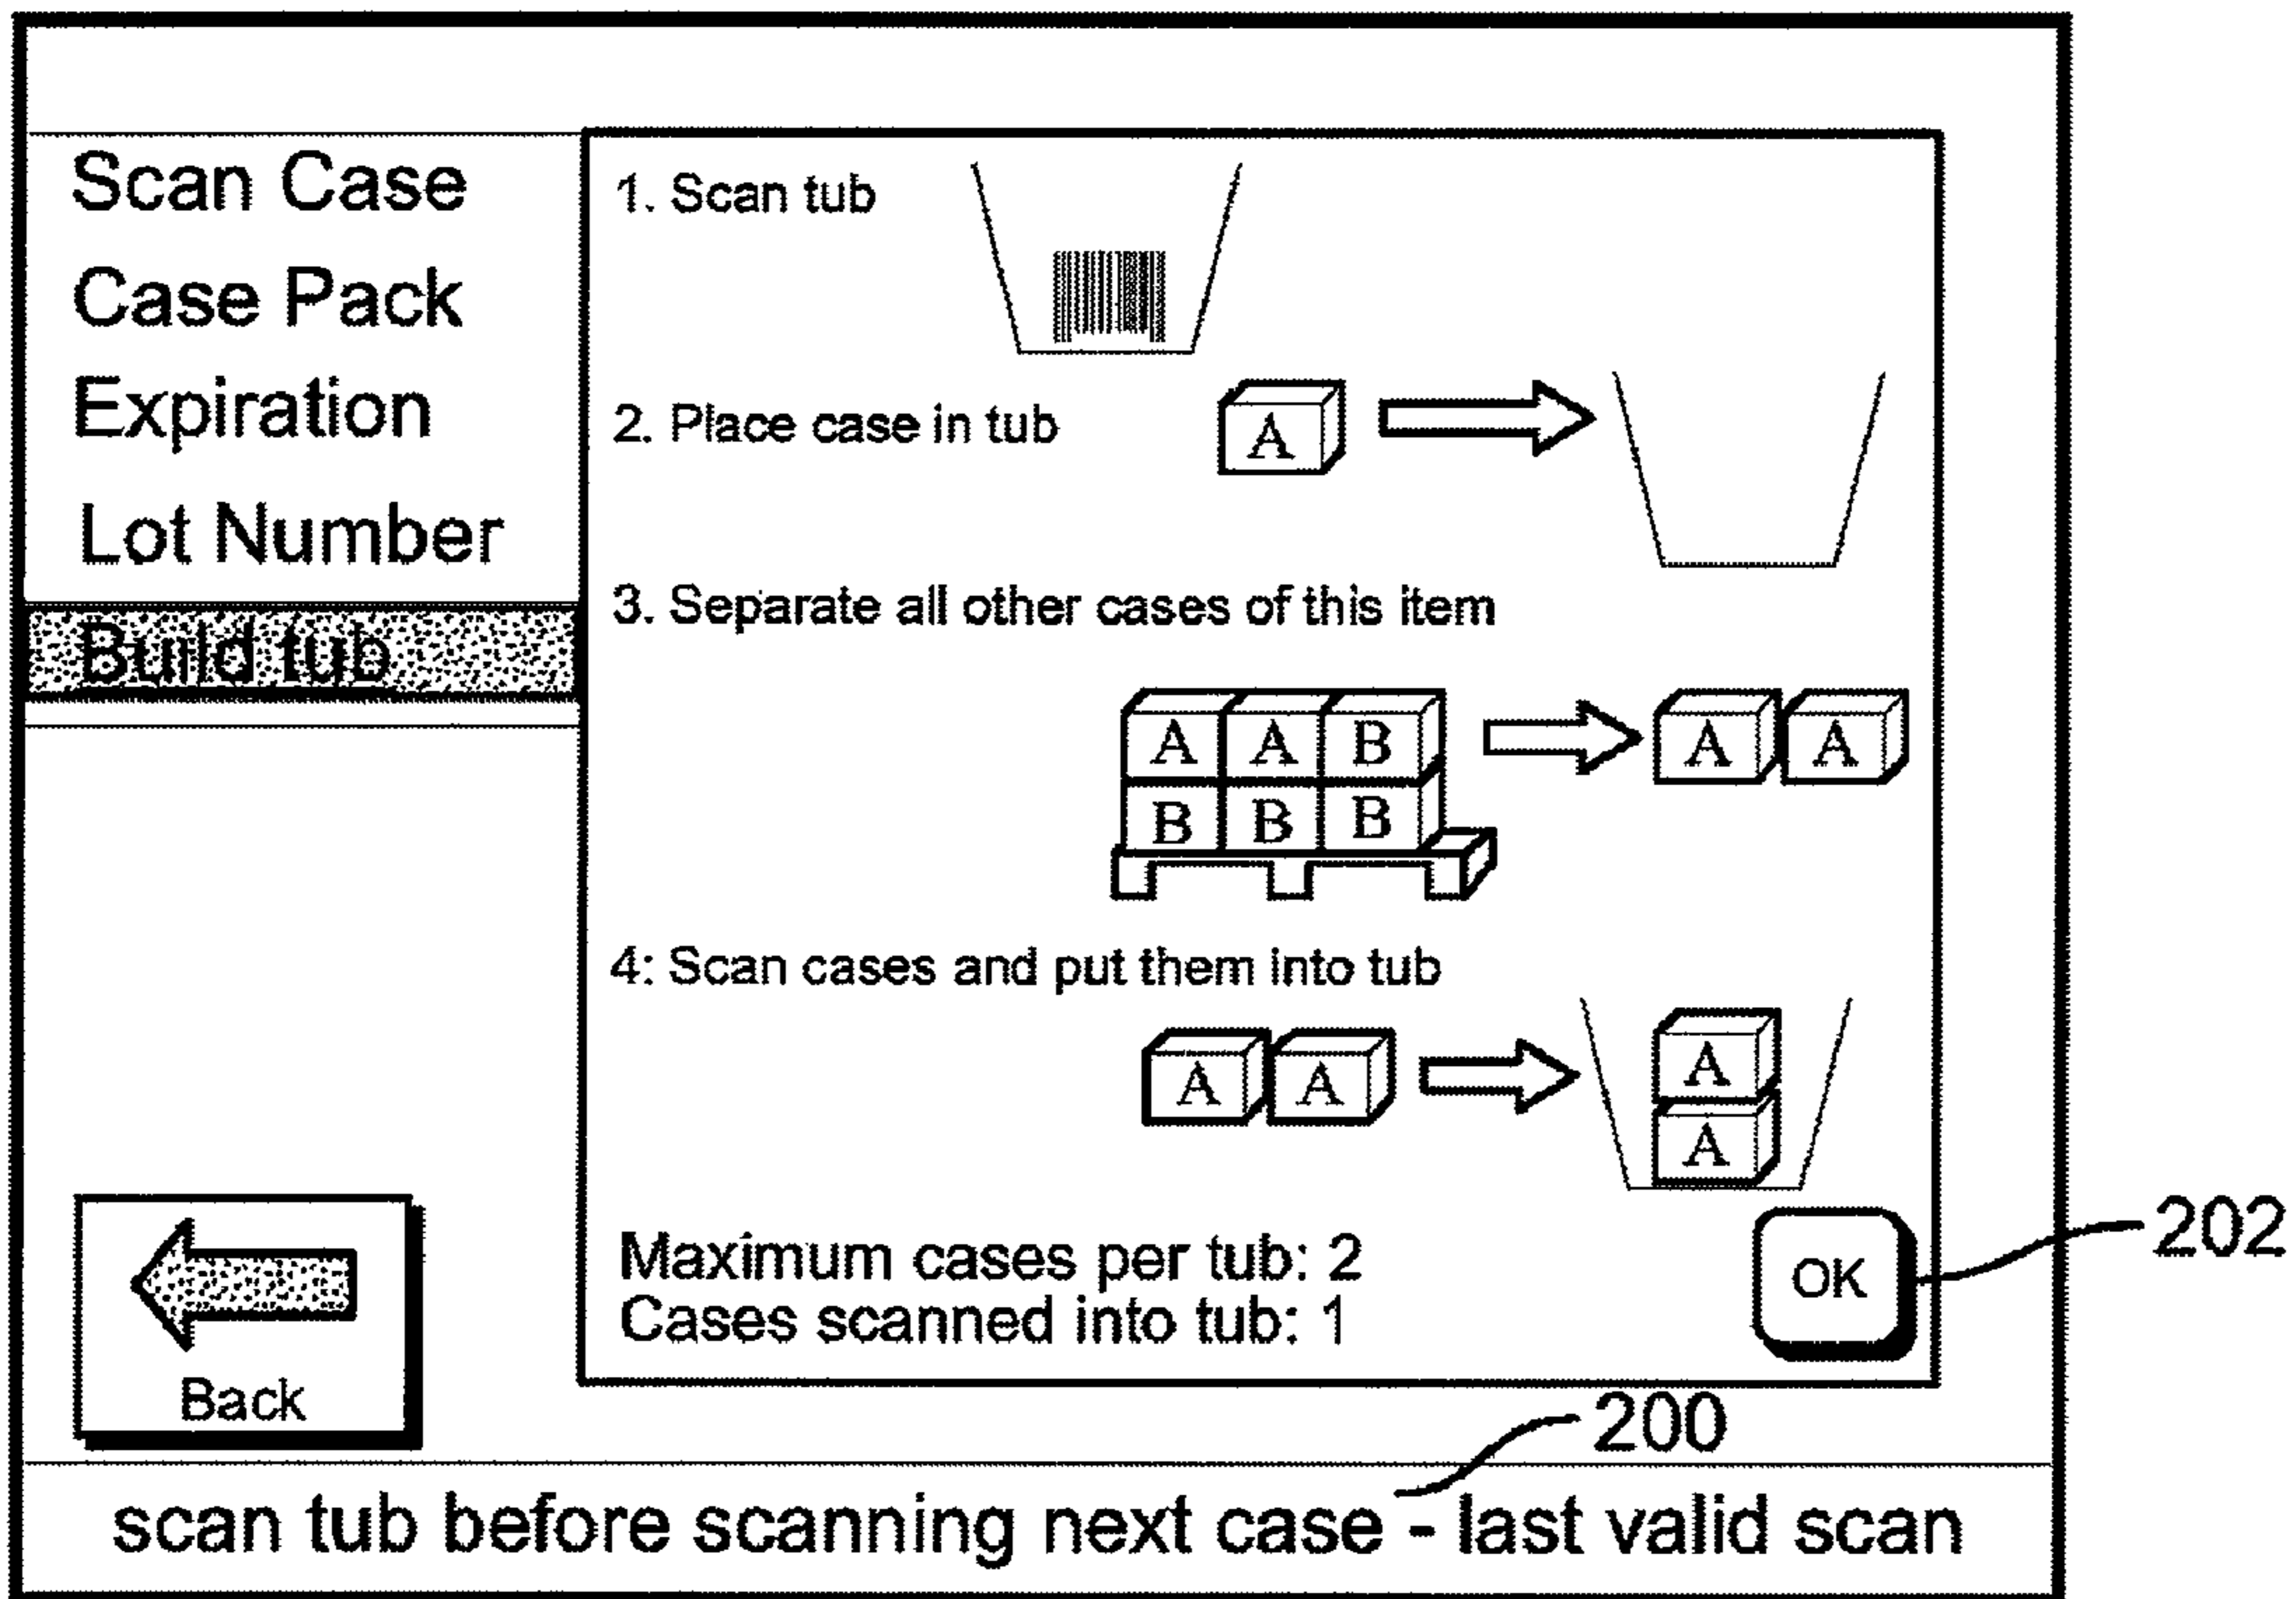 Scan Case
Case Pack
Expiration
Lot Number
Build tub
1. Scan tub
2. Place case in tub
A
3. Separate all other cases of this item
A A B
B B B
A A
4: Scan cases and put them into tub
A A
A
A
Maximum cases per tub: 2
Cases scanned into tub: 1
OK
202
Back
200
scan tub before scanning next case - last valid scan